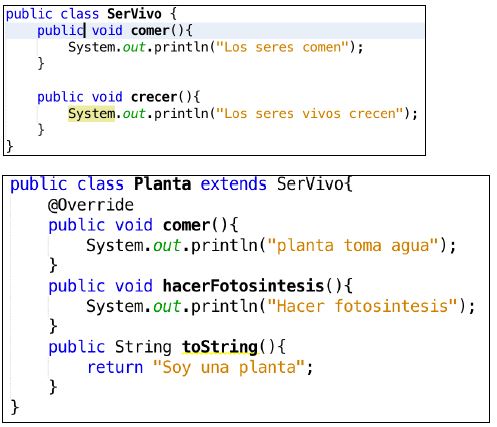 public class SerVivo {
public void comer(){
System.out.println("Los seres comen");
}
public void crecer(){
System.out.println("Los seres vivos crecen");
}
}
public class Planta extends SerVivo{
@Override
public void comer(){
System.out.println("planta toma agua");
}
public void hacerFotosintesis(){
System.out.println("Hacer fotosintesis");
}
public String toString(){
return "Soy una planta";
}
}